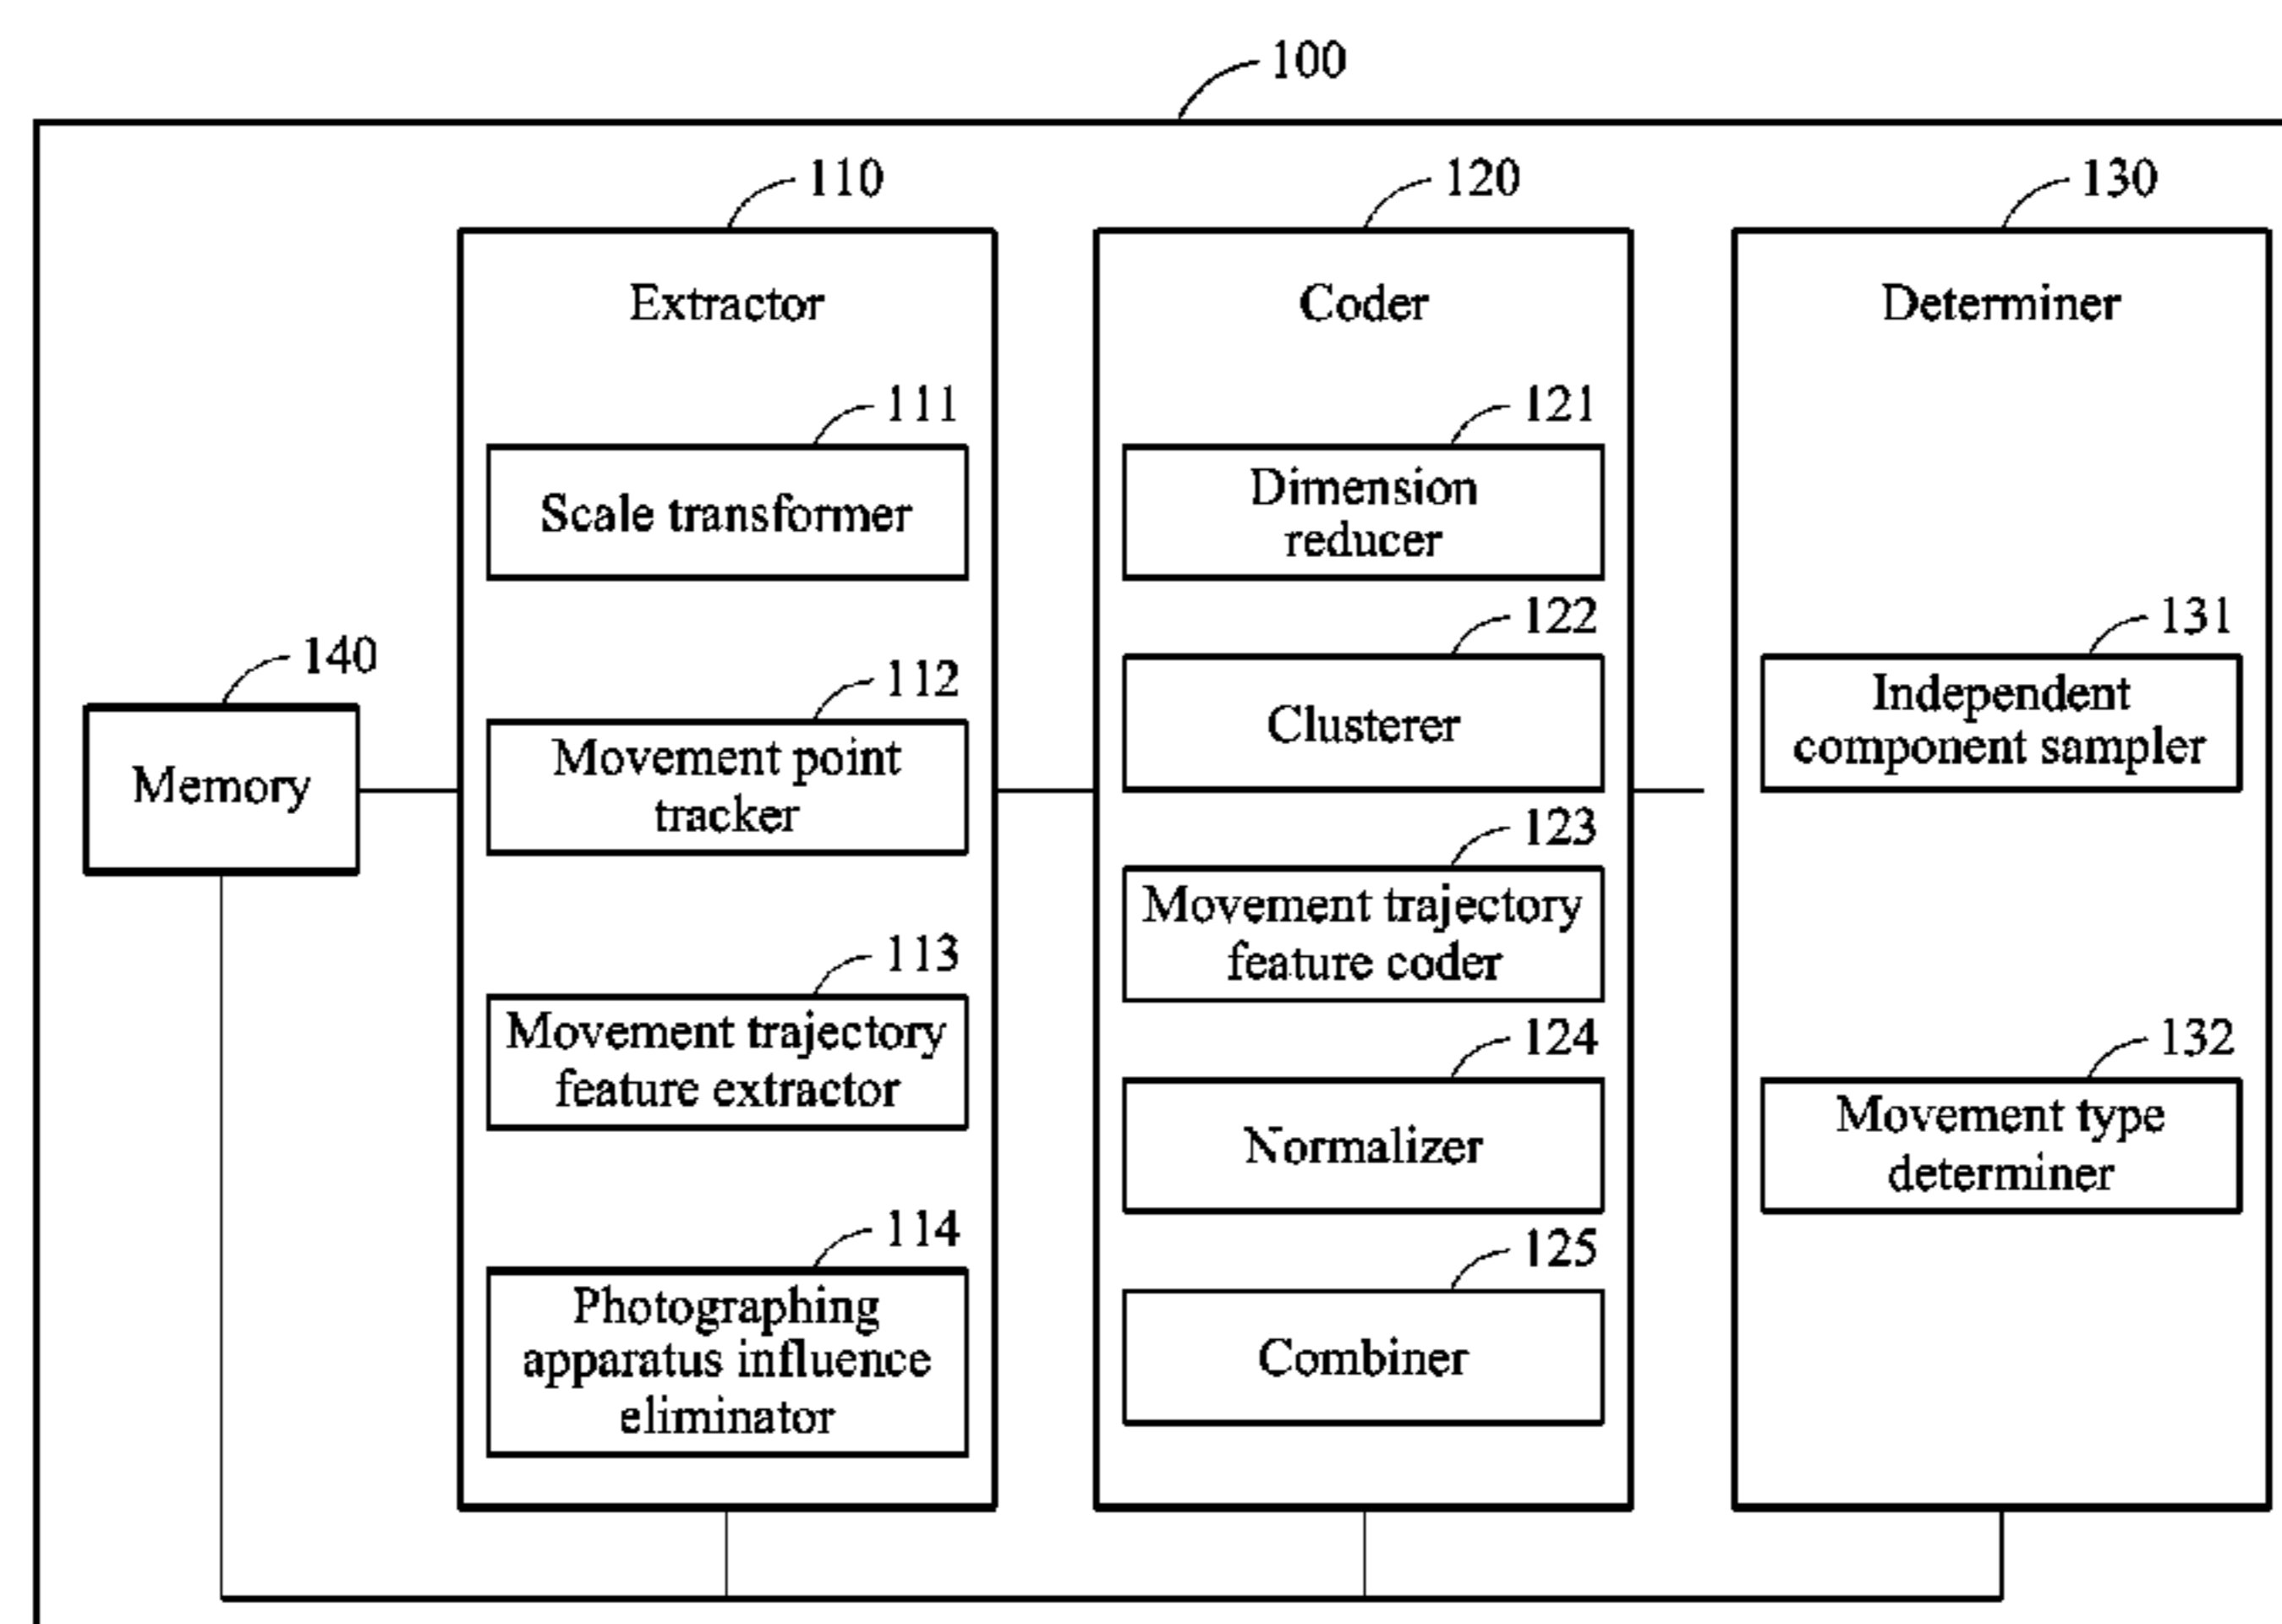 100
110
120
130
Extractor
Coder
Determiner
111
Scale transformer
121
Dimension
reducer
122
Clusterer
131
Independent
component sampler
140
Memory
112
Movement point
tracker
123
Movement trajectory
feature coder
113
Movement trajectory
feature extractor
124
Normalizer
132
Movement type
determiner
114
Photographing
apparatus influence
eliminator
125
Combiner